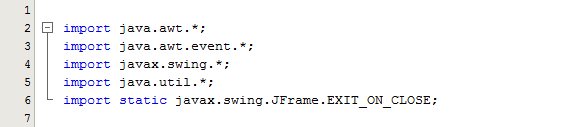 1
2 import java.awt.*;
3 import java.awt.event.*;
4 import javax.swing.*;
5 import java.util.*;
6 import static javax.swing.JFrame.EXIT_ON_CLOSE;
7